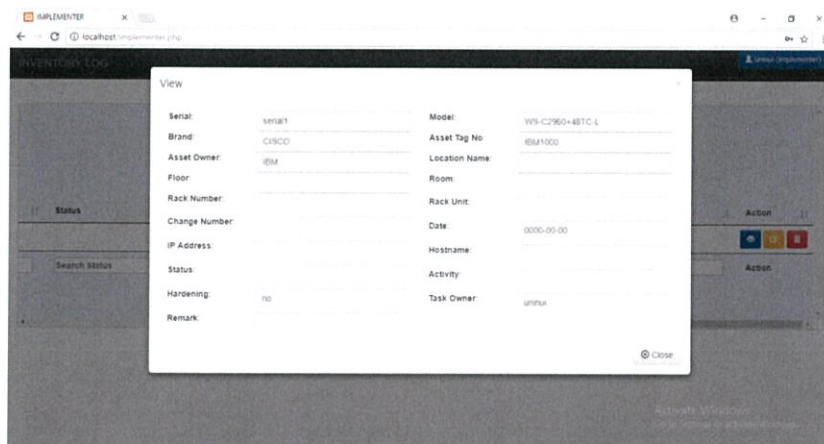 IMPLEMENTER
localhost/implementer.php
INVENTORY LOG
View
Serial: serial1
Model: WS-C2960+48TC-L
Brand: CISCO
Asset Tag No IBM1000
Asset Owner: IBM
Location Name:
Floor:
Room:
Rack Number:
Rack Unit:
Change Number:
Date: 0000-00-00
IP Address:
Hostname:
Status:
Activity:
Hardening: no
Task Owner:
Remark:
Close
Status
Action
Search Status
Action
Activate Windows